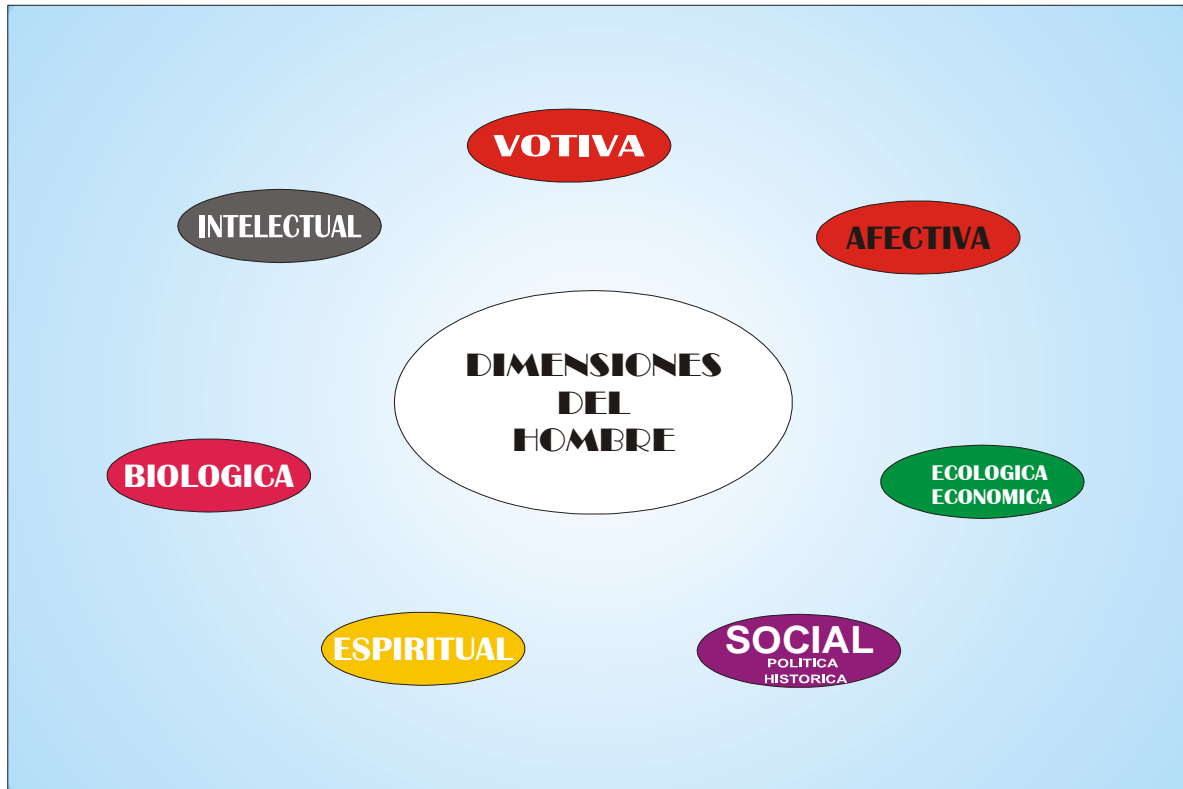 VOTIVA
INTELECTUAL
AFECTIVA
DIMENSIONES
DEL
HOMBRE
BIOLOGICA
ECOLOGICA
ECONOMICA
ESPIRITUAL
SOCIAL
POLITICA
HISTORICA